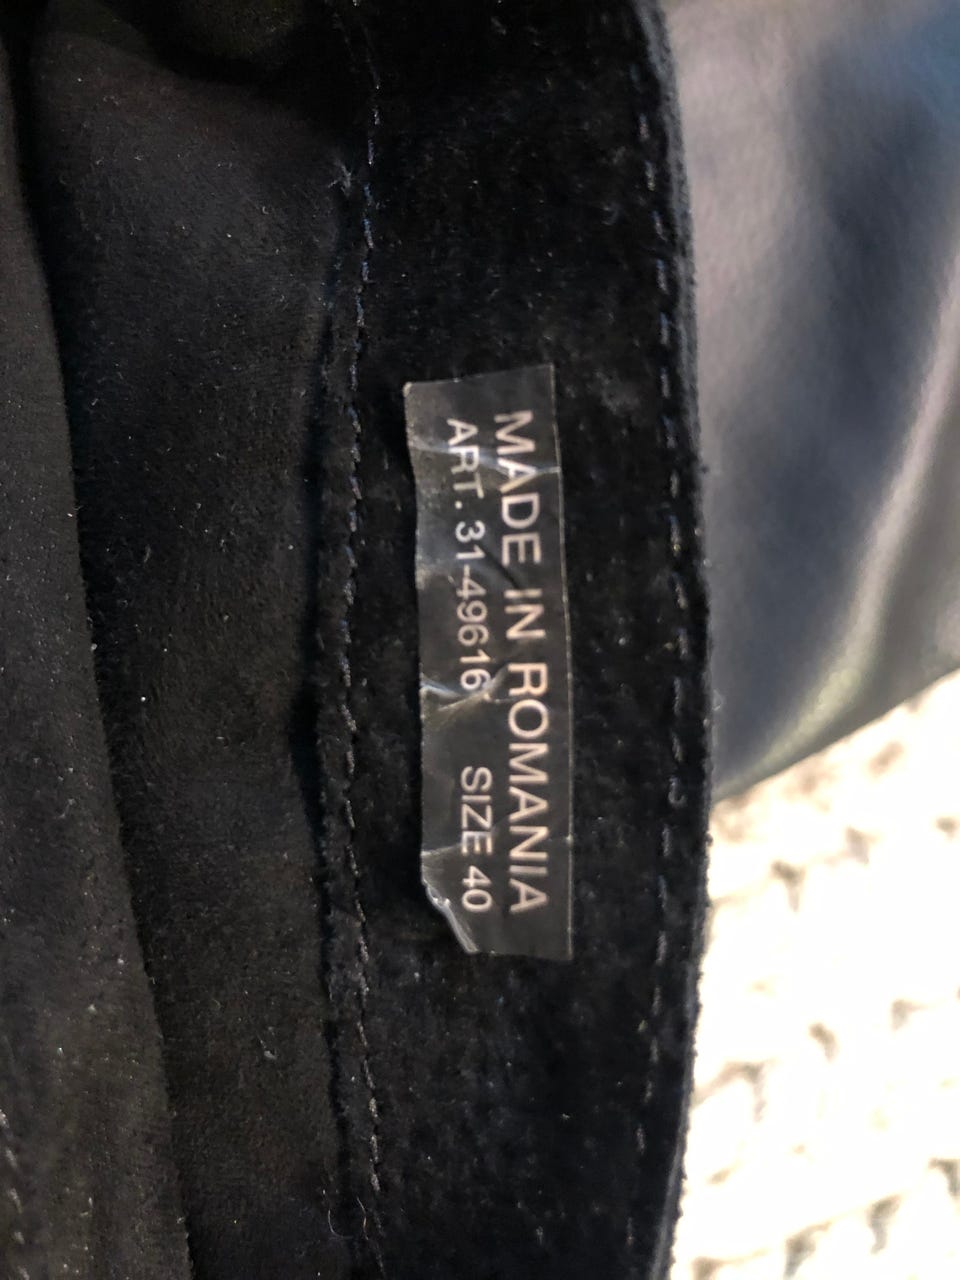 MADE IN ROMANIA
ART. 31-49616 SIZE 40